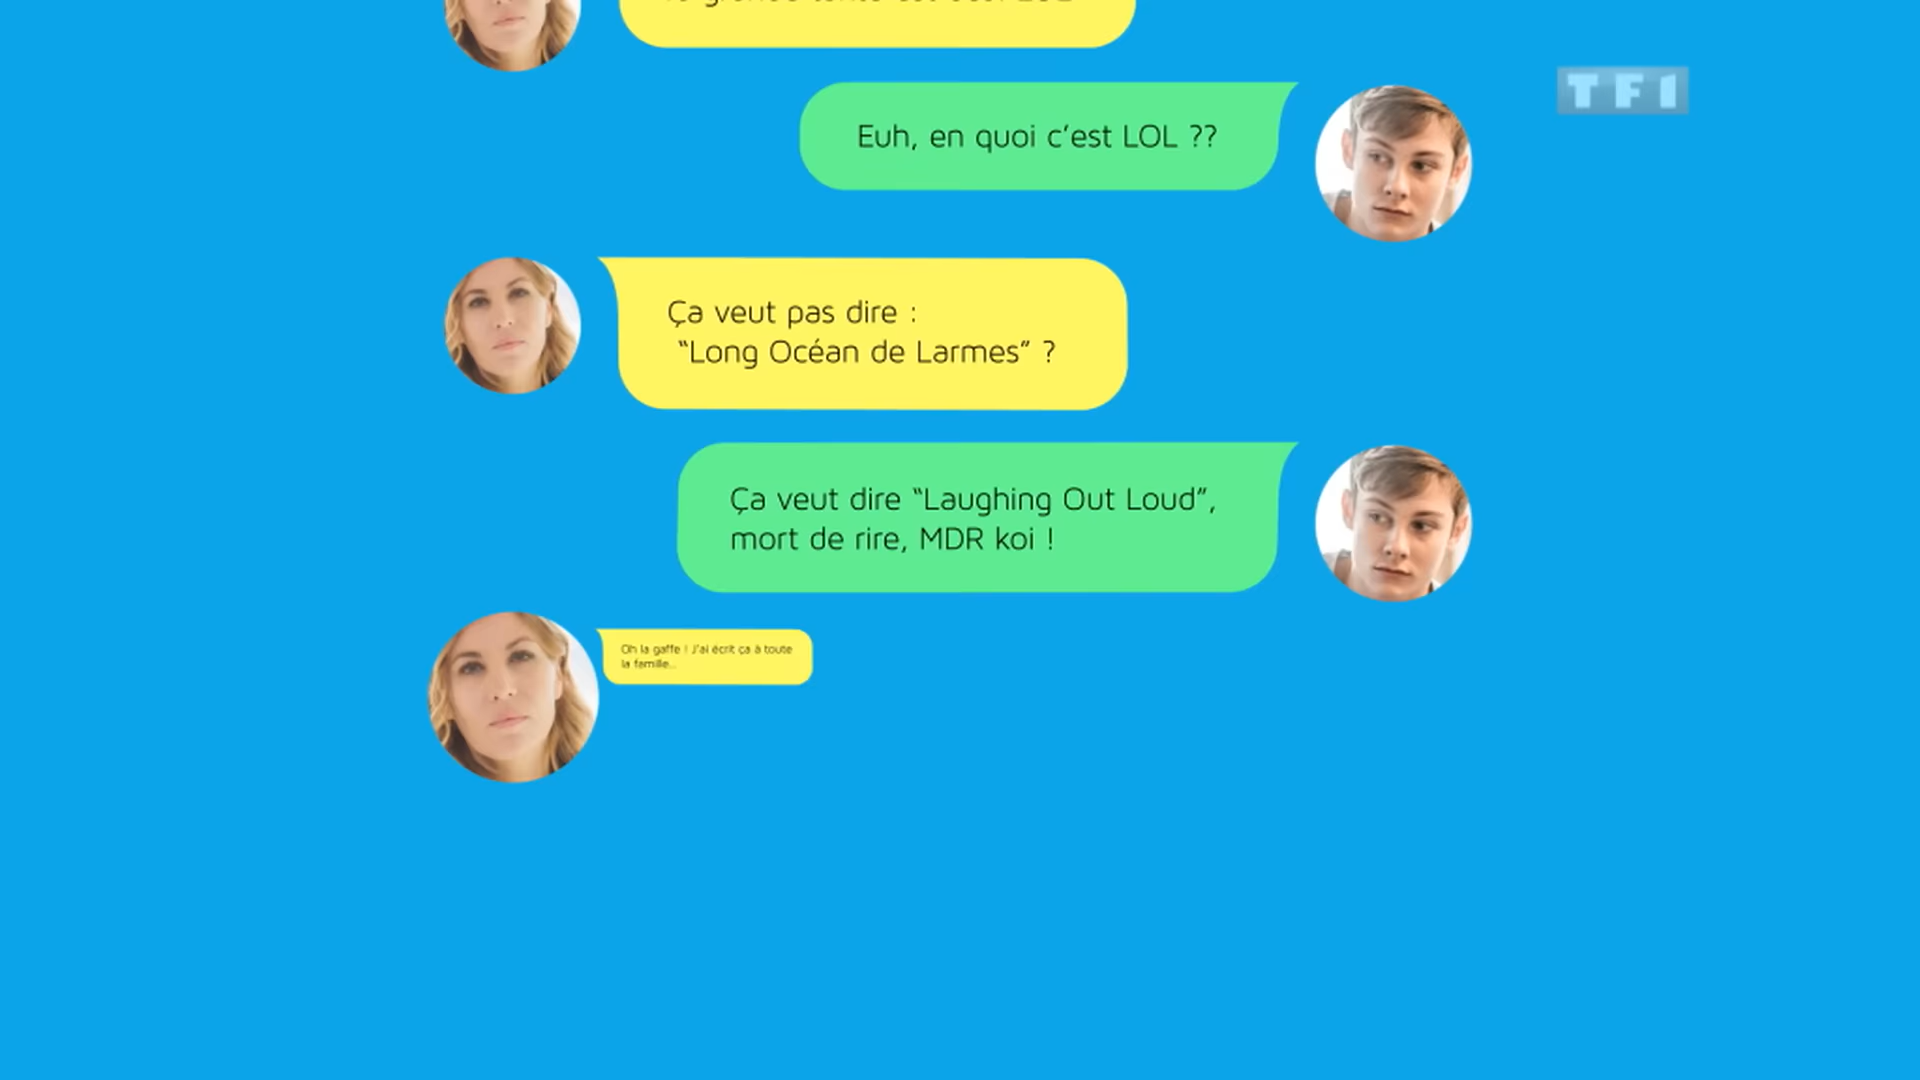 TF1
Euh, en quoi c’est LOL ??
Ça veut pas dire :
“Long Océan de Larmes” ?
Ça veut dire “Laughing Out Loud”,
mort de rire, MDR koi !
Oh la gaffe ! J’ai écrit ça à toute
la famille...